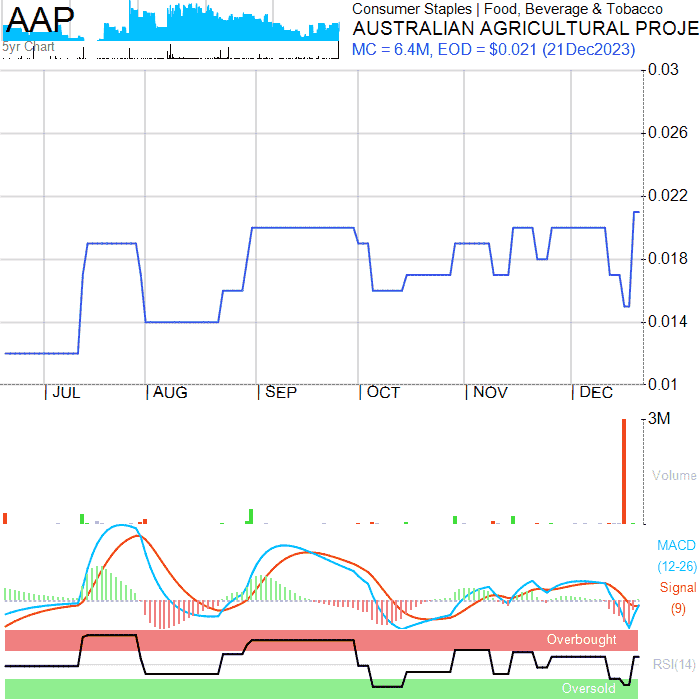 AAP
5yr Chart
Consumer Staples | Food, Beverage & Tobacco
AUSTRALIAN AGRICULTURAL PROJE
MC = 6.4M, EOD = $0.021 (21Dec2023)
0.03
0.026
0.022
0.018
0.014
0.01
JUL AUG SEP OCT NOV DEC
3M
Volume
MACD
(12-26)
Signal
(9)
Overbought
RSI(14)
Oversold